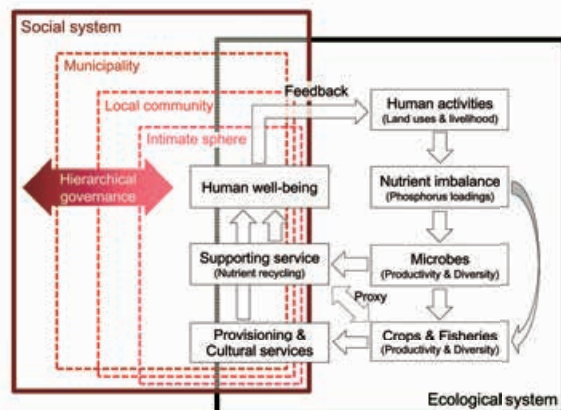 Social system
Municipality
Local community
Intimate sphere
Hierarchical
governance
Feedback
Human activities
(Land uses & livelihood)
Human well-being
Nutrient imbalance
(Phosphorus loadings)
Supporting service
(Nutrient recycling)
Microbes
(Productivity & Diversity)
Proxy
Provisioning &
Cultural services
Crops & Fisheries
(Productivity & Diversity)
Ecological system